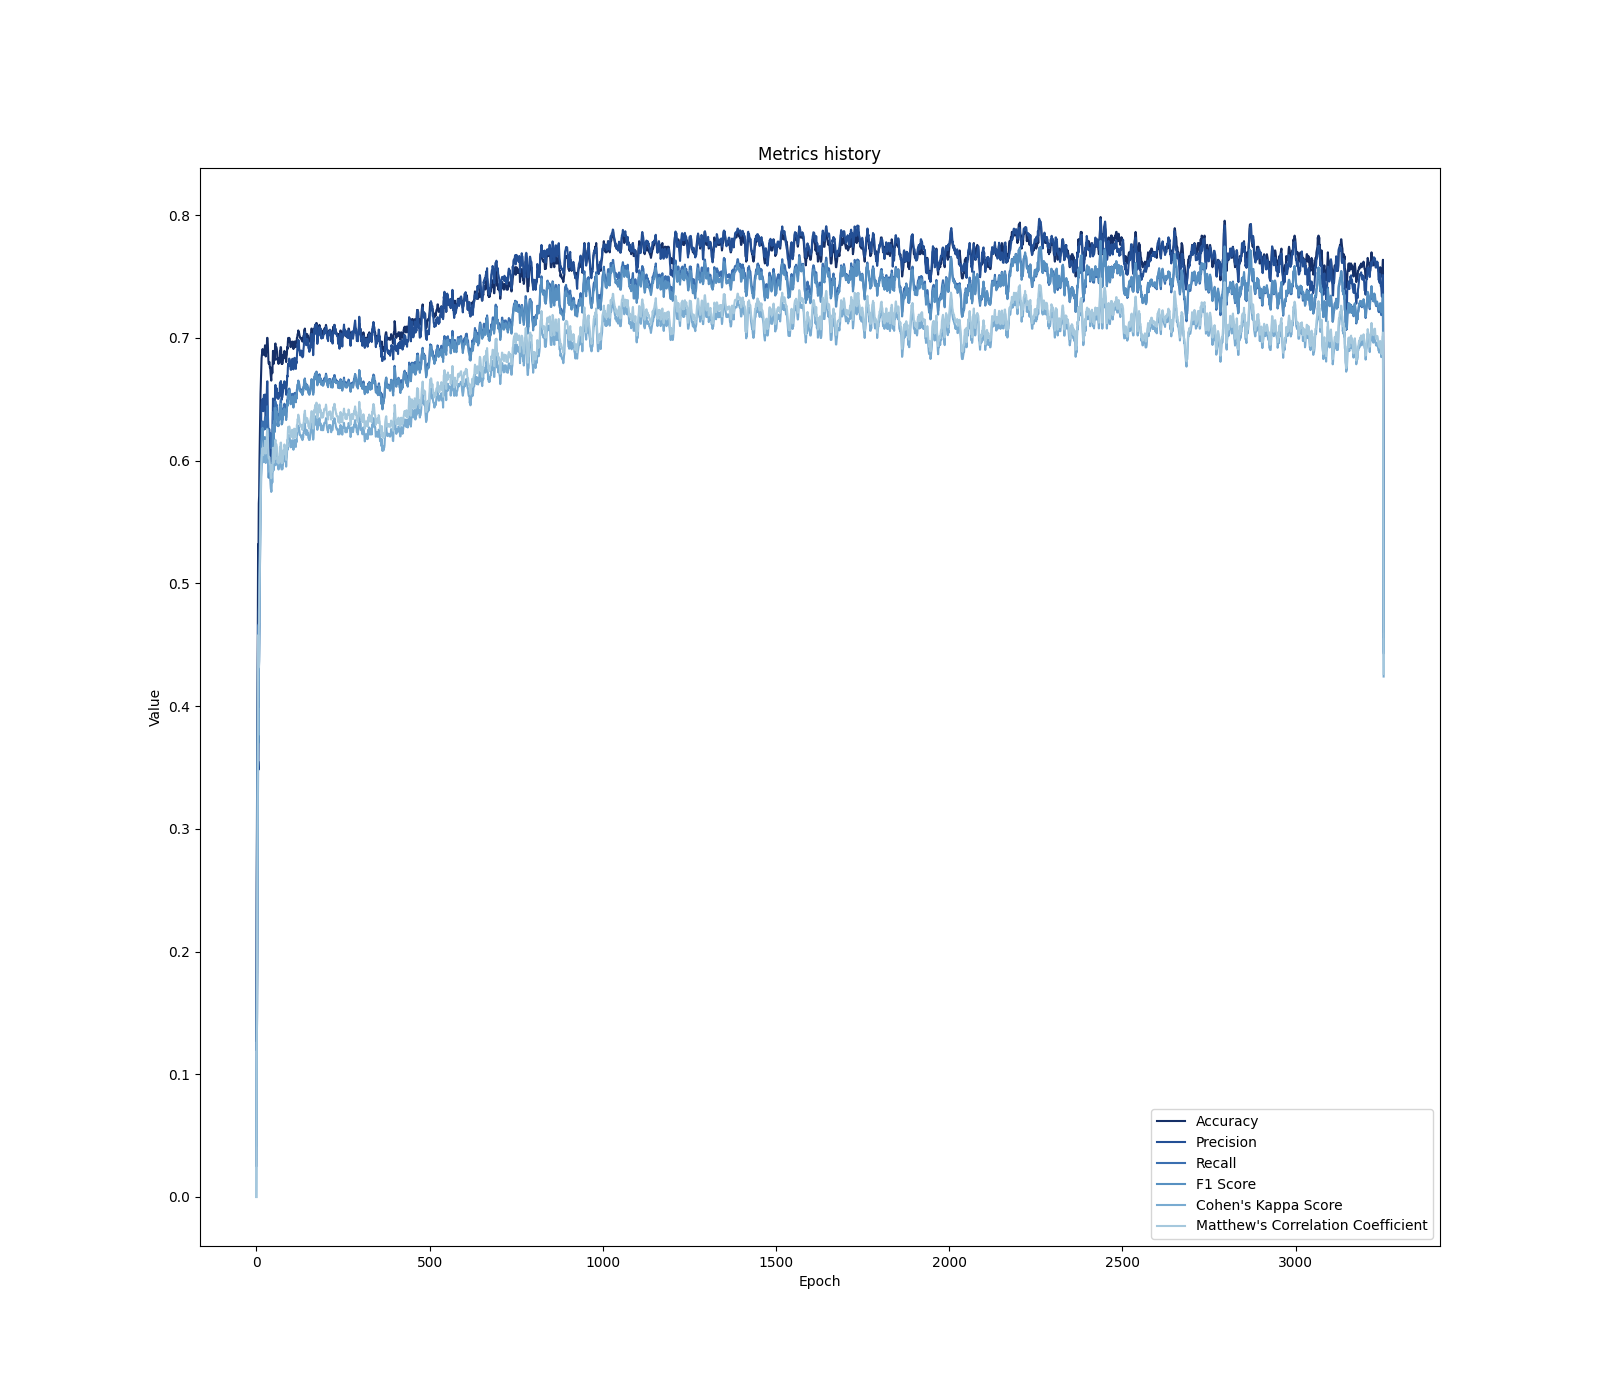 Metrics history
0.8
0.7
0.6
0.5
0.4
0.3
0.2
0.1
0.0
Value
0 500 1000 1500 2000 2500 3000
Epoch
Accuracy
Precision
Recall
F1 Score
Cohen's Kappa Score
Matthew's Correlation Coefficient